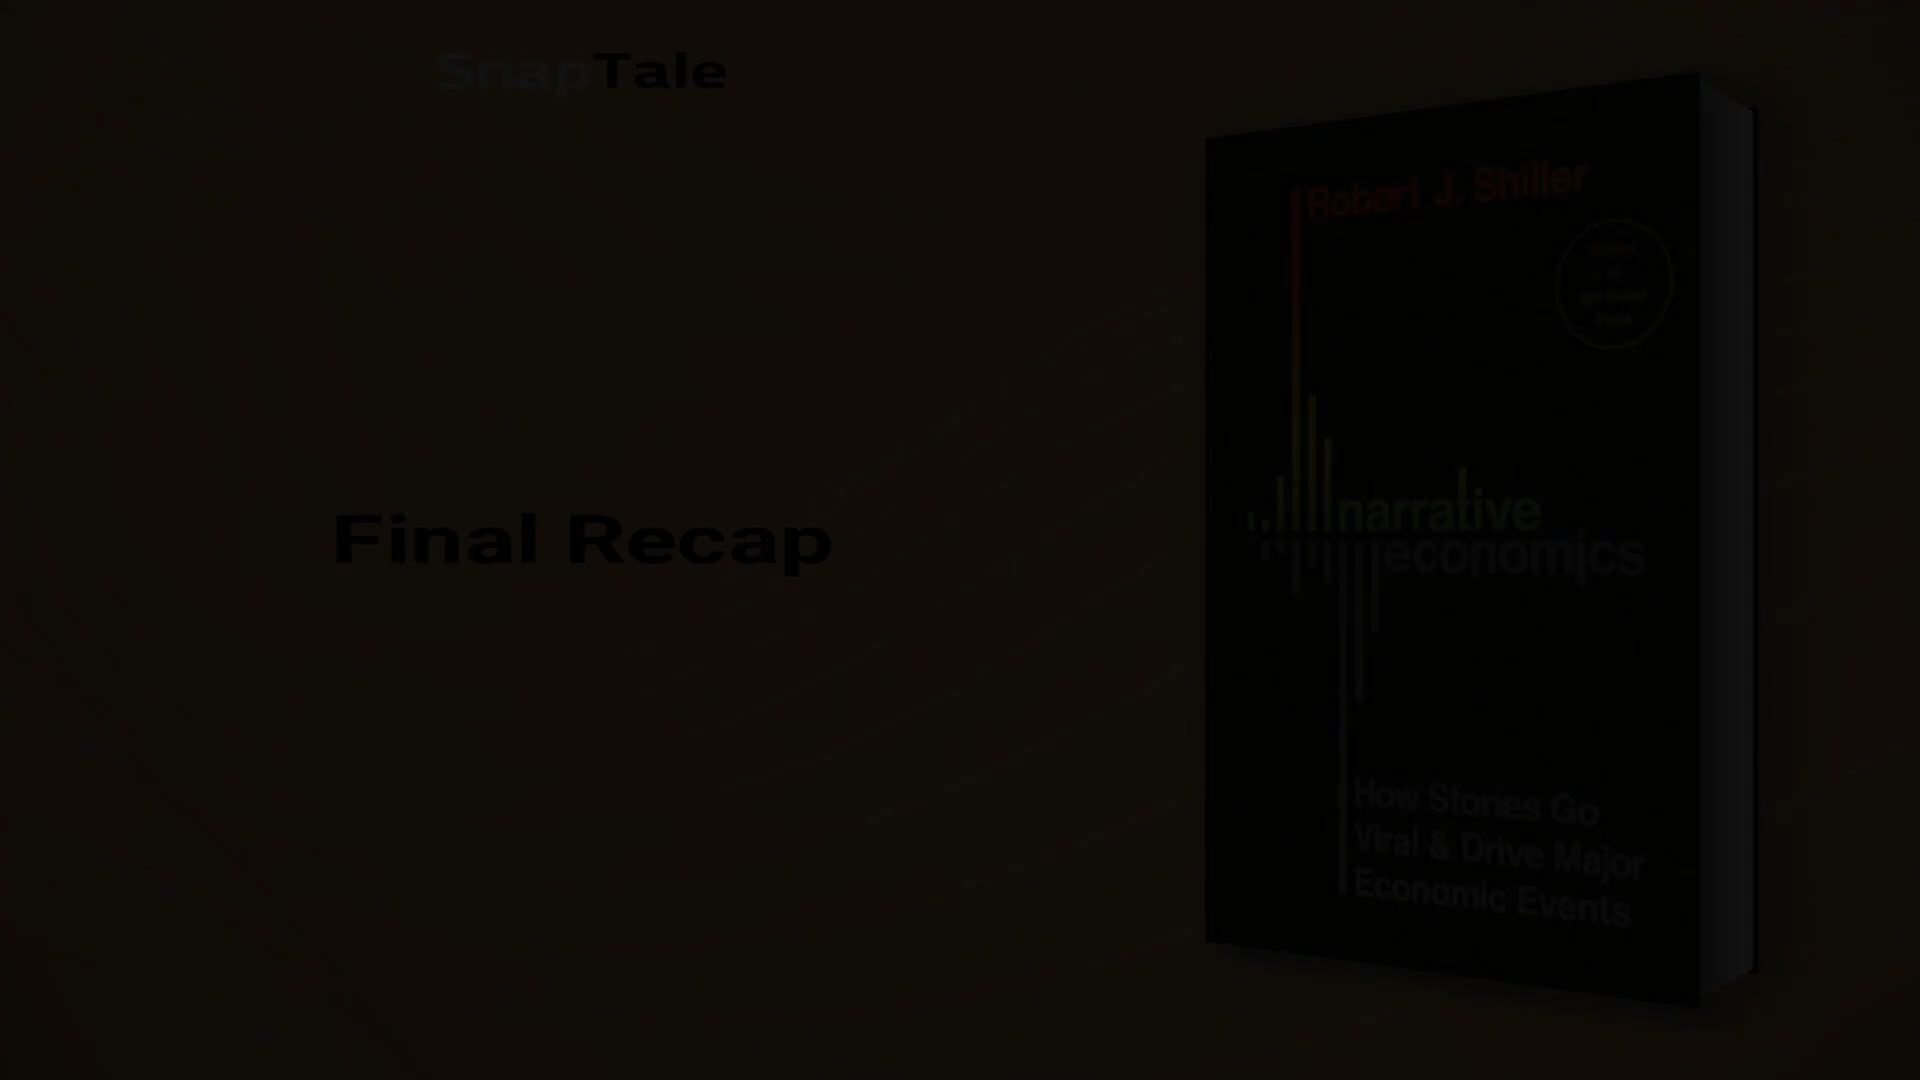 SnapTale
Final Recap
Robert J. Shiller
narrative
economics
How Stories Go
Viral & Drive Major
Economic Events